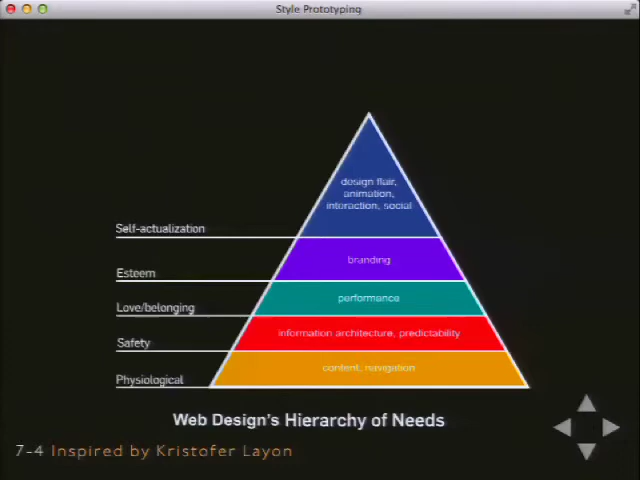 Style Prototyping
design flair,
animation,
interaction, social
Self-actualization
branding
Esteem
performance
Love/belonging
information architecture, predictability
Safety
content, navigation
Physiological
Web Design's Hierarchy of Needs
7-4 Inspired by Kristofer Layon